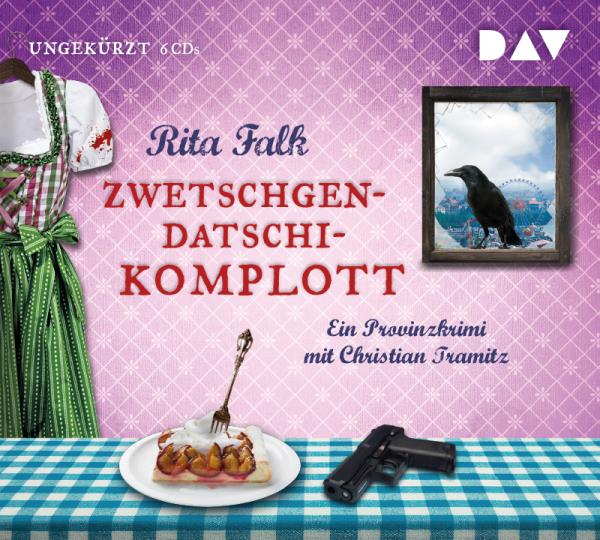 UNGEKÜRZT 6 CDs
DAV
Rita Falk
ZWETSCHGEN-
DATSCHI-
KOMPLOTT
Ein Provinzkrimi
mit Christian Tramitz